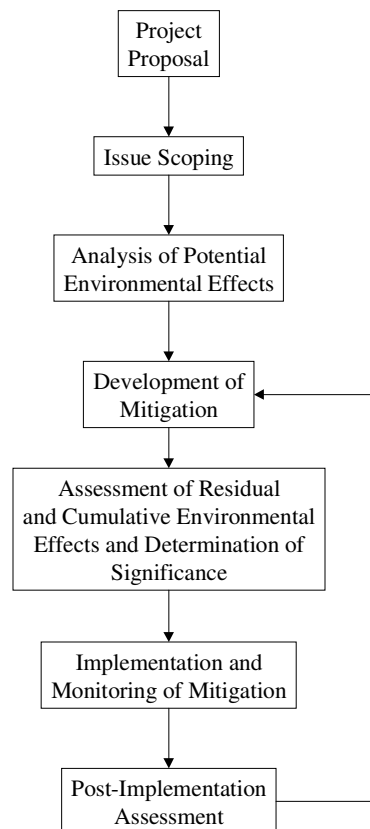 Project
Proposal
Issue Scoping
Analysis of Potential
Environmental Effects
Development of
Mitigation
Assessment of Residual
and Cumulative Environmental
Effects and Determination of
Significance
Implementation and
Monitoring of Mitigation
Post-Implementation
Assessment